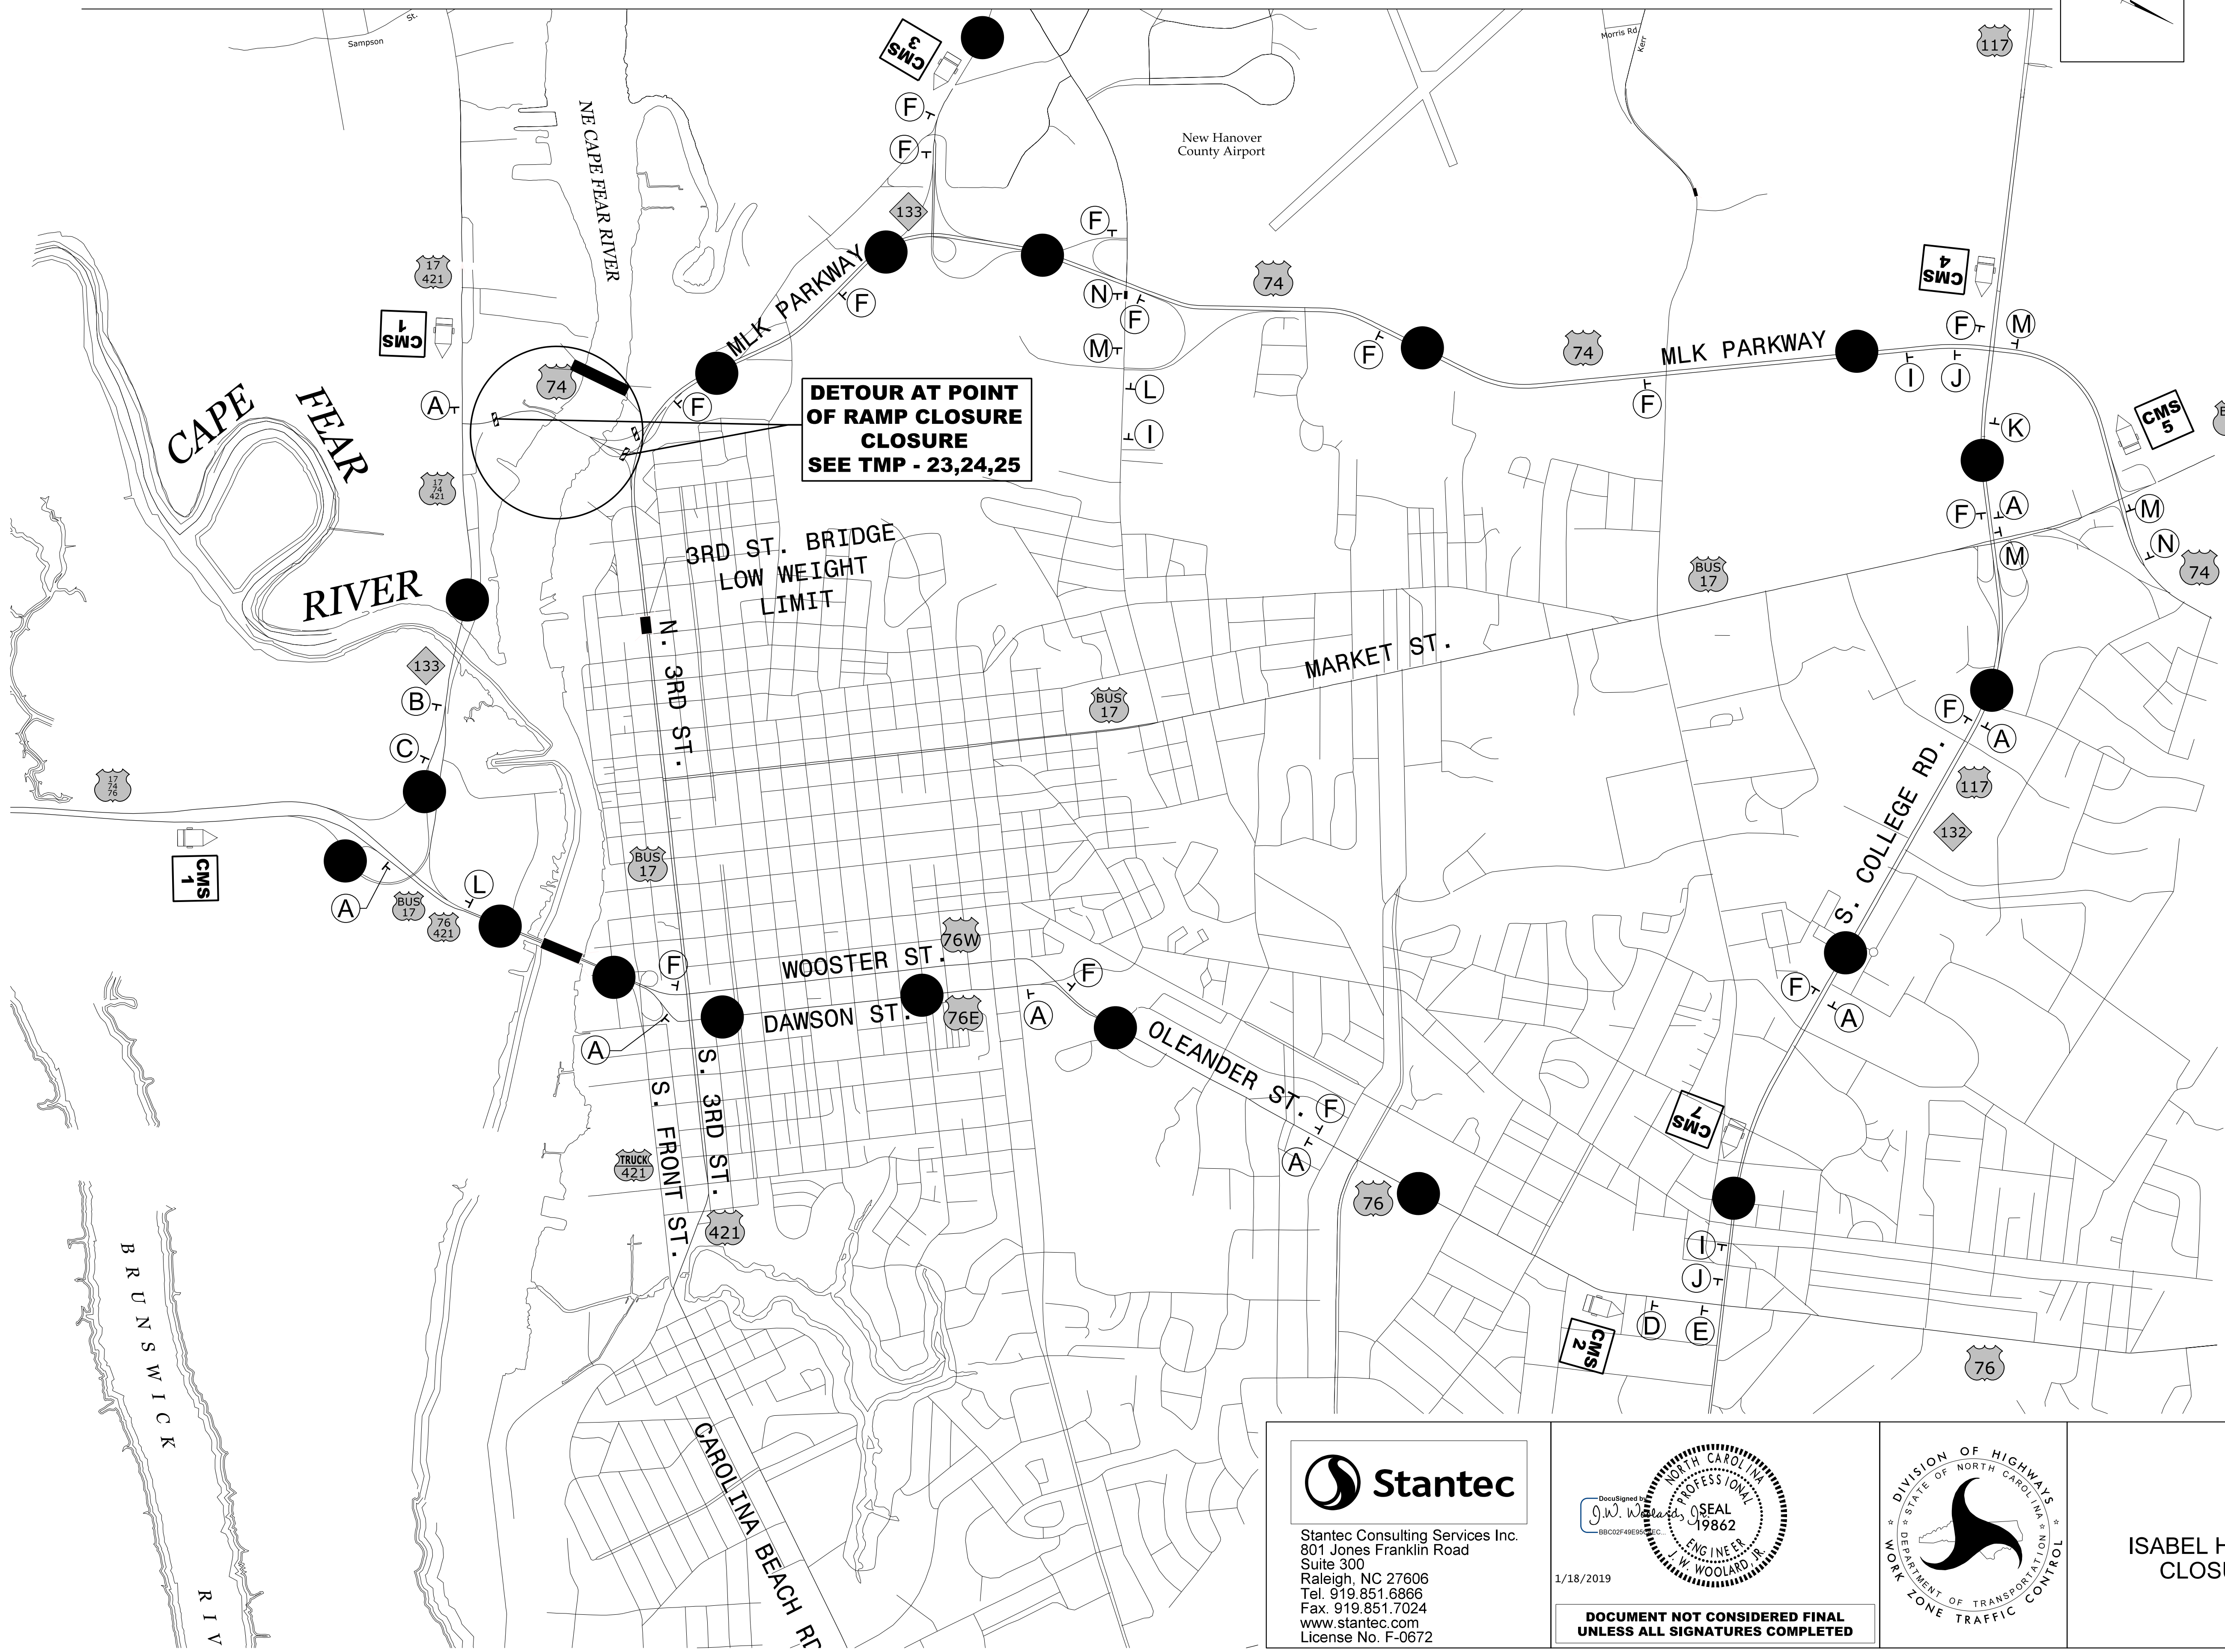 Sampson
St.
CMS
3
Morris Rd.
Kerr
117
NE CAPE FEAR RIVER
F
F
New Hanover
County Airport
133
F
17
421
74
CMS
4
CMS
1
MLK PARKWAY
F
N
F
M
F
M
74
MLK PARKWAY
F
74
F
I
J
A
F
DETOUR AT POINT
OF RAMP CLOSURE
CLOSURE
SEE TMP - 23,24,25
L
I
F
K
CMS
5
CAPE
FEAR
RIVER
17
74
421
F
A
M
M
N
74
3RD ST. BRIDGE
LOW WEIGHT
LIMIT
BUS
17
MARKET ST.
N. 3RD ST.
BUS
17
133
B
C
F
A
17
74
76
CMS
1
117
132
S. COLLEGE RD.
BUS
17
A
L
BUS
17
76
421
F
WOOSTER ST.
76W
F
DAWSON ST.
76E
A
A
OLEANDER ST.
F
A
F
A
S. 3RD ST.
S. FRONT ST.
TRUCK
421
421
76
CMS
7
I
J
CMS
2
D
E
76
BRUNSWICK
RIV
CAROLINA BEACH RD
Stantec
Stantec Consulting Services Inc.
801 Jones Franklin Road
Suite 300
Raleigh, NC 27606
Tel. 919.851.6866
Fax. 919.851.7024
www.stantec.com
License No. F-0672
DocuSigned by
J.W. Woolard, Jr.
NORTH CAROLINA
PROFESSIONAL
SEAL
19862
ENGINEER
J. W. WOOLARD JR.
1/18/2019
DOCUMENT NOT CONSIDERED FINAL
UNLESS ALL SIGNATURES COMPLETED
DIVISION OF HIGHWAYS
STATE OF NORTH CAROLINA
DEPARTMENT OF TRANSPORTATION
WORK ZONE TRAFFIC CONTROL
ISABEL H
CLOSU